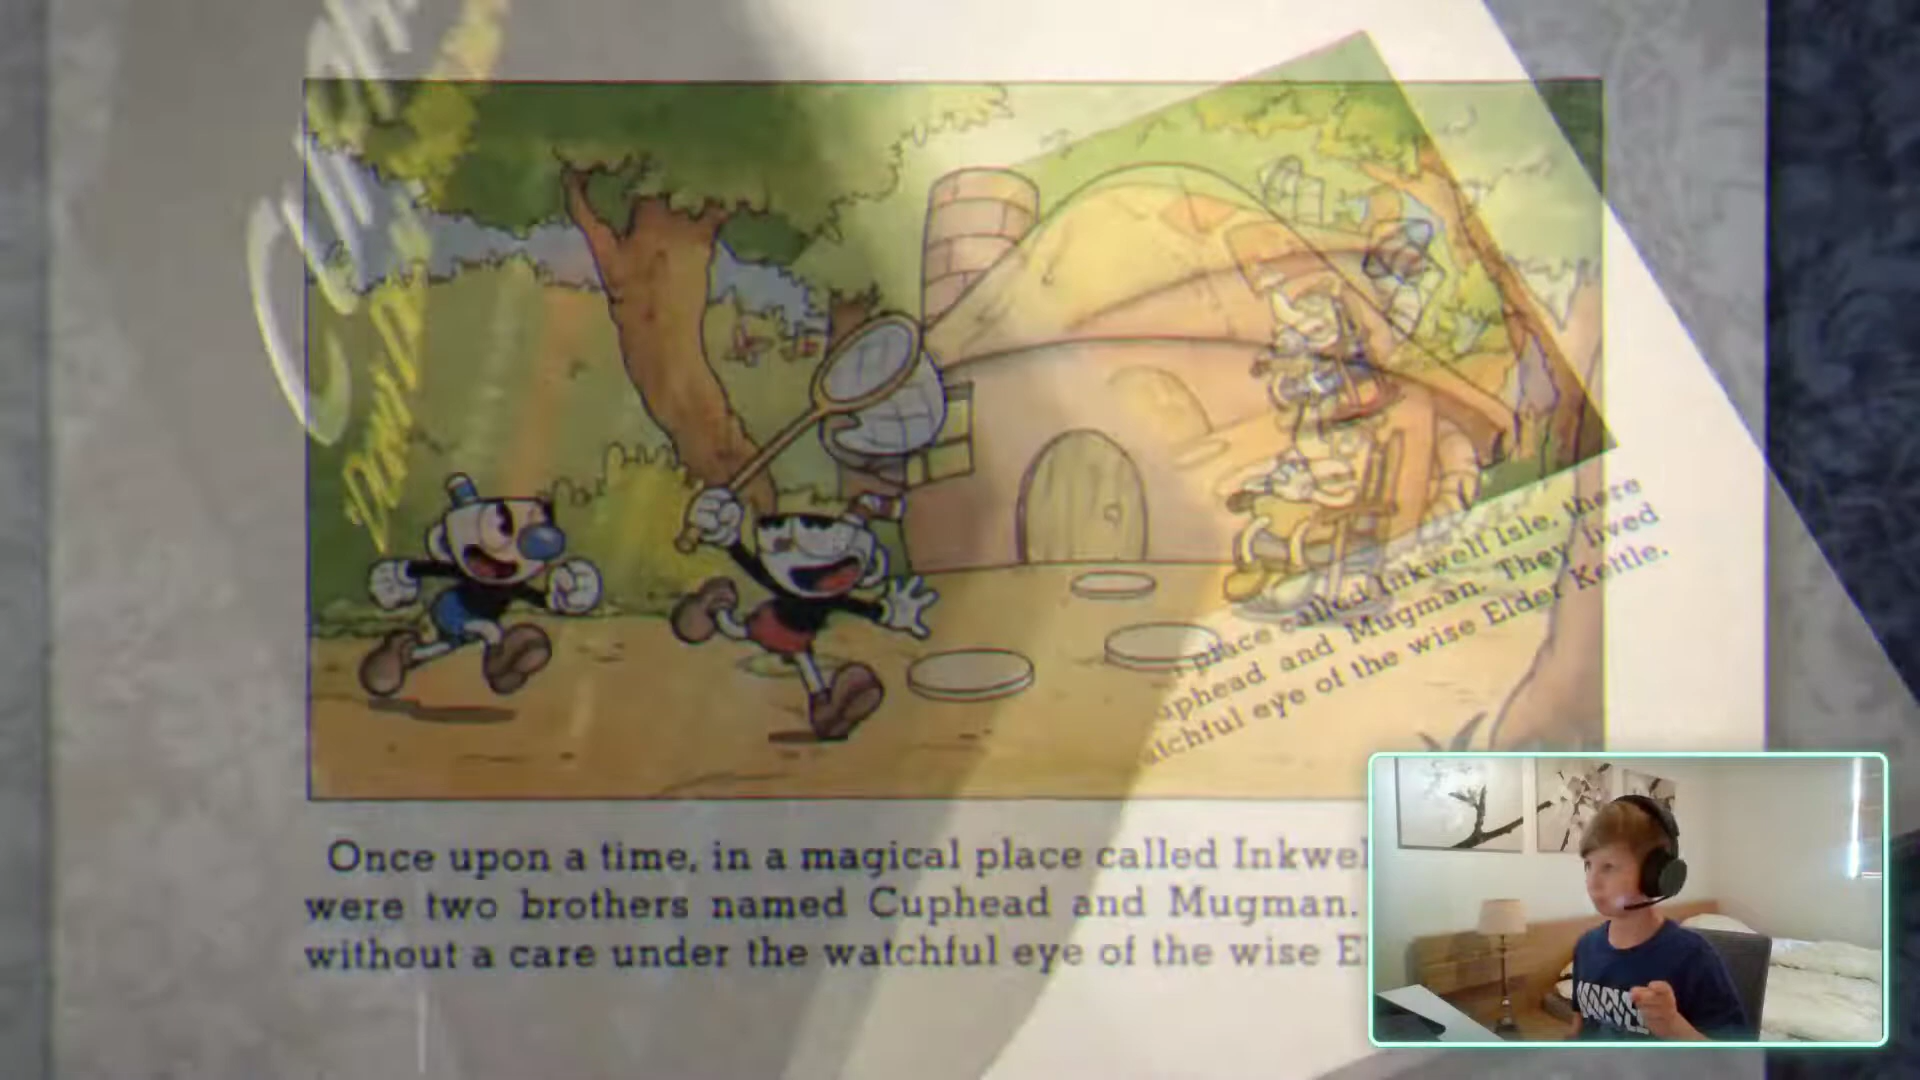 Once upon a time, in a magical place called Inkwel
were two brothers named Cuphead and Mugman.
without a care under the watchful eye of the wise E
place called Inkwell Isle, there
uphead and Mugman. They lived
atchful eye of the wise Elder Kettle.